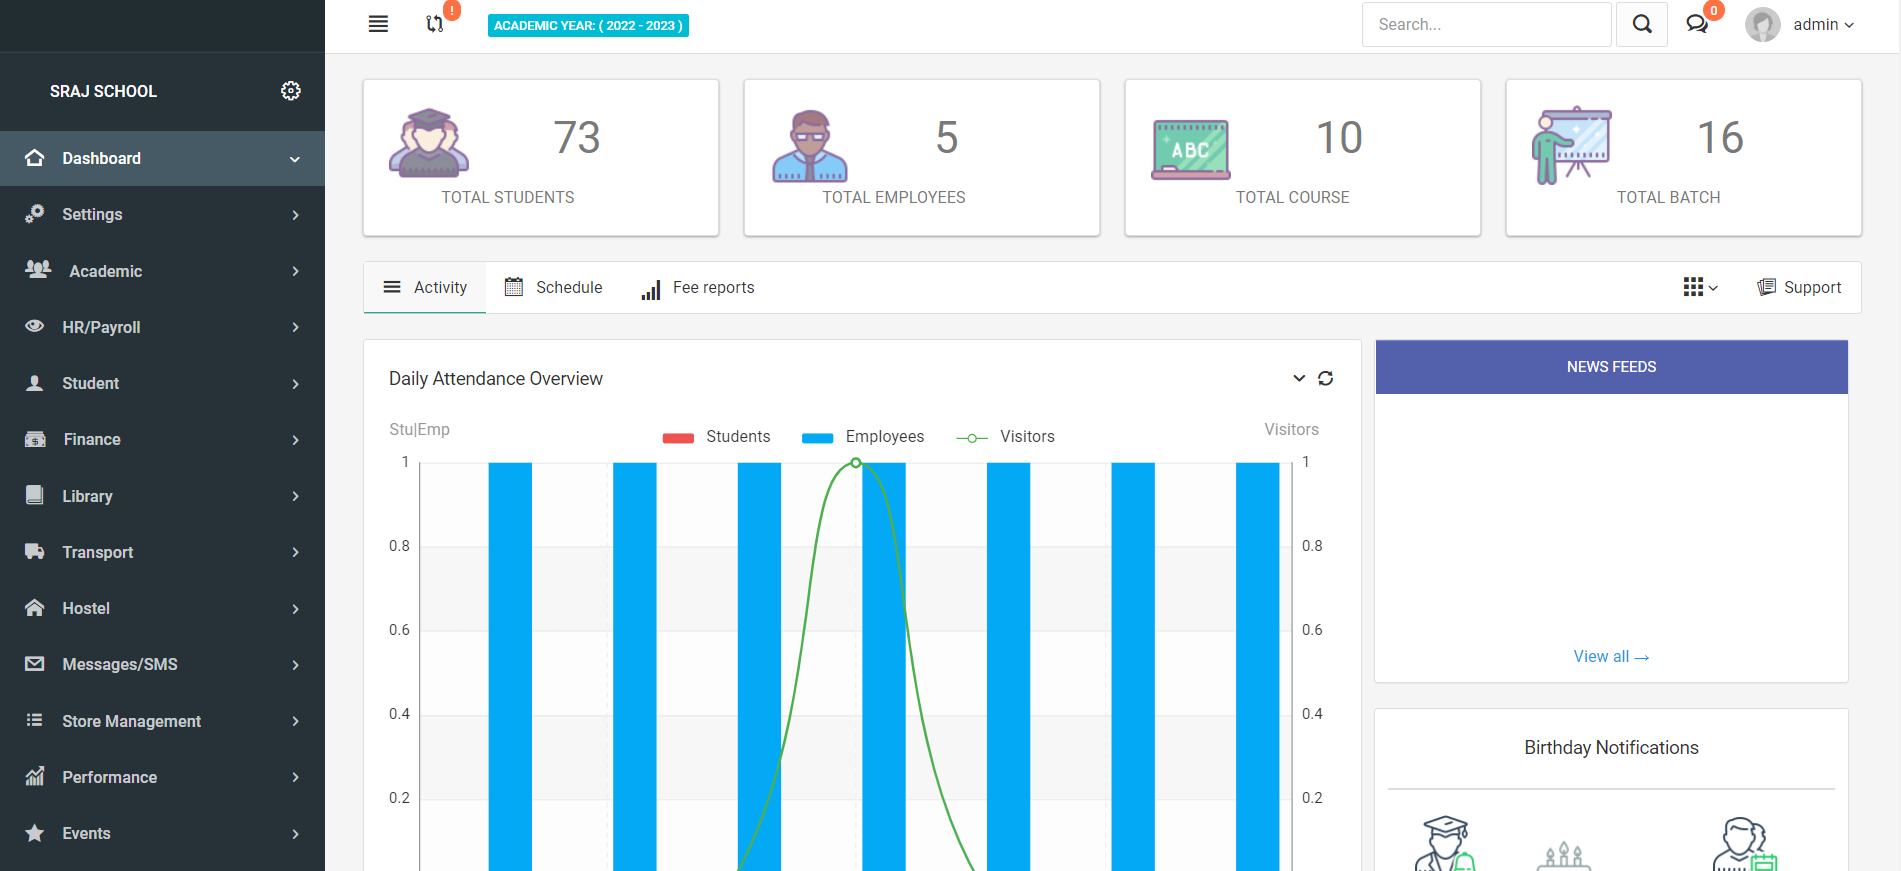 !
ACADEMIC YEAR: ( 2022 - 2023 )
Search...
0
admin
SRAJ SCHOOL
Dashboard
Settings
Academic
HR/Payroll
Student
Finance
Library
Transport
Hostel
Messages/SMS
Store Management
Performance
Events
73
TOTAL STUDENTS
5
TOTAL EMPLOYEES
ABC
10
TOTAL COURSE
16
TOTAL BATCH
Activity
Schedule
Fee reports
Support
Daily Attendance Overview
Stu|Emp
Students
Employees
Visitors
Visitors
1
0.8
0.6
0.4
0.2
1
0.8
0.6
0.4
0.2
NEWS FEEDS
View all →
Birthday Notifications